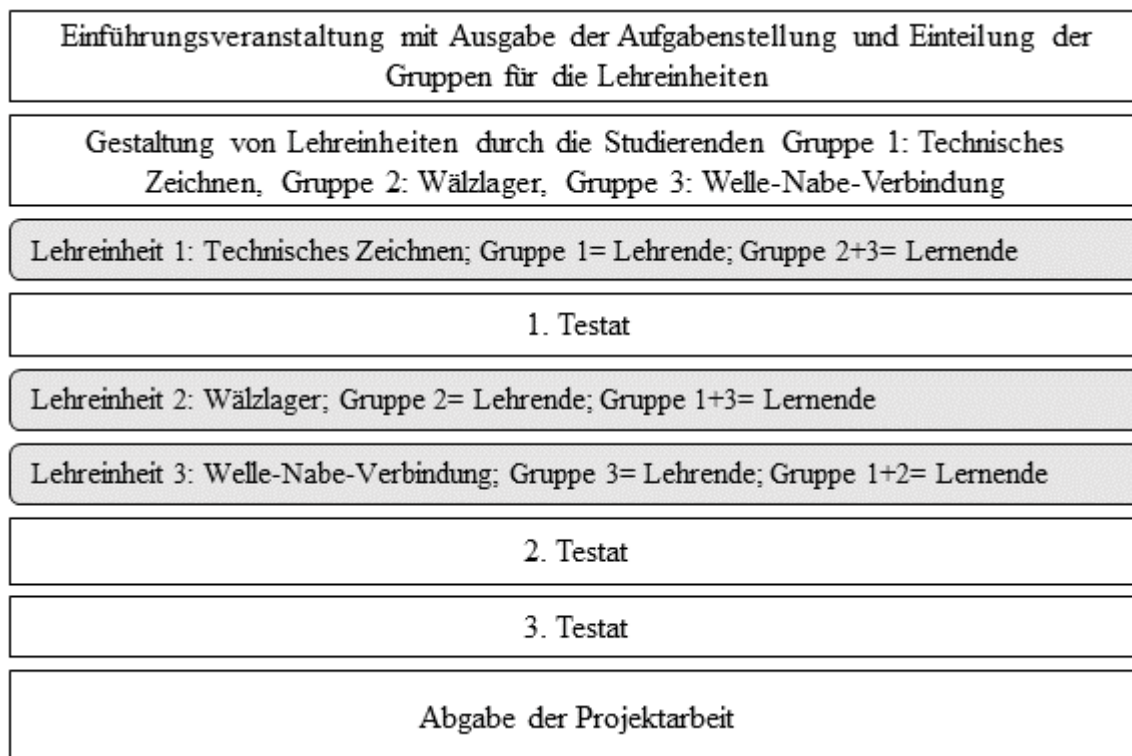 Einführungsveranstaltung mit Ausgabe der Aufgabenstellung und Einteilung der
Gruppen für die Lehreinheiten
Gestaltung von Lehreinheiten durch die Studierenden Gruppe 1: Technisches
Zeichnen, Gruppe 2: Wälzlager, Gruppe 3: Welle-Nabe-Verbindung
Lehreinheit 1: Technisches Zeichnen; Gruppe 1= Lehrende; Gruppe 2+3= Lernende
1. Testat
Lehreinheit 2: Wälzlager; Gruppe 2= Lehrende; Gruppe 1+3= Lernende
Lehreinheit 3: Welle-Nabe-Verbindung; Gruppe 3= Lehrende; Gruppe 1+2= Lernende
2. Testat
3. Testat
Abgabe der Projektarbeit